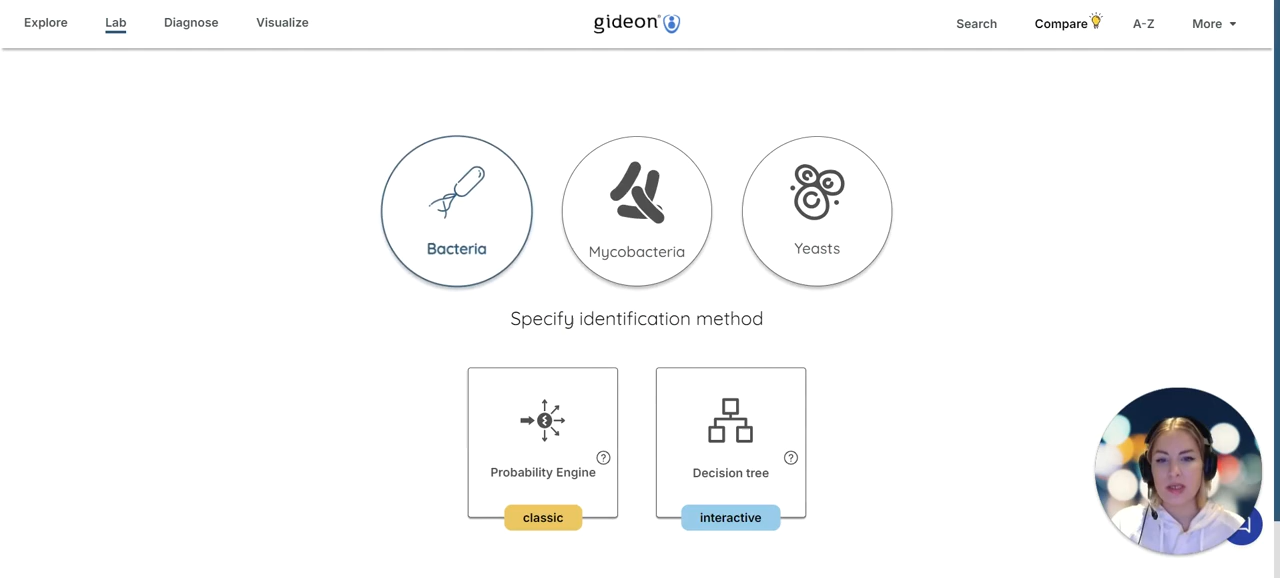 Explore Lab Diagnose Visualize gideon® Search Compare A-Z More
Bacteria Mycobacteria Yeasts
Specify identification method
? ?
Probability Engine Decision tree
classic interactive